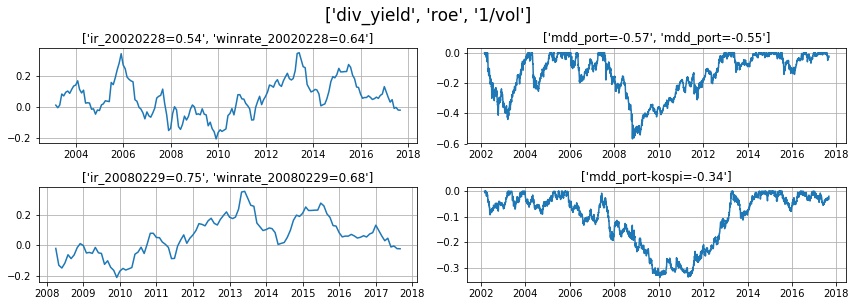 ['div_yield', 'roe', '1/vol']
['ir_20020228=0.54', 'winrate_20020228=0.64']
0.2
0.0
−0.2
2004 2006 2008 2010 2012 2014 2016 2018
['mdd_port=-0.57', 'mdd_port=-0.55']
0.0
−0.2
−0.4
−0.6
2002 2004 2006 2008 2010 2012 2014 2016 2018
['ir_20080229=0.75', 'winrate_20080229=0.68']
0.2
0.0
−0.2
2008 2009 2010 2011 2012 2013 2014 2015 2016 2017 2018
['mdd_port-kospi=-0.34']
0.0
−0.1
−0.2
−0.3
2002 2004 2006 2008 2010 2012 2014 2016 2018